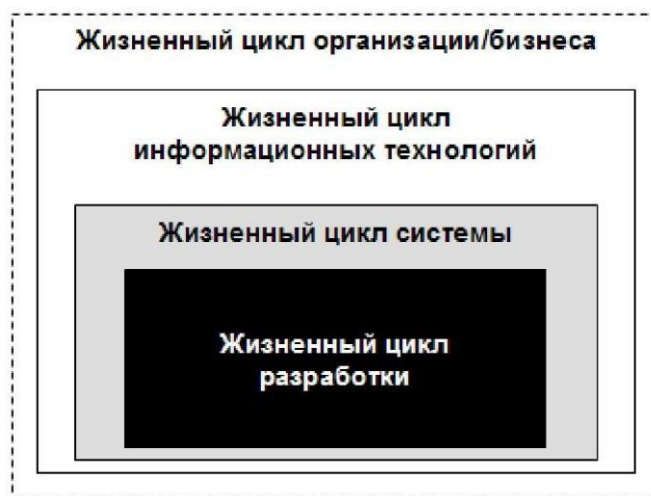 Жизненный цикл организации/бизнеса
Жизненный цикл
информационных технологий
Жизненный цикл системы
Жизненный цикл
разработки